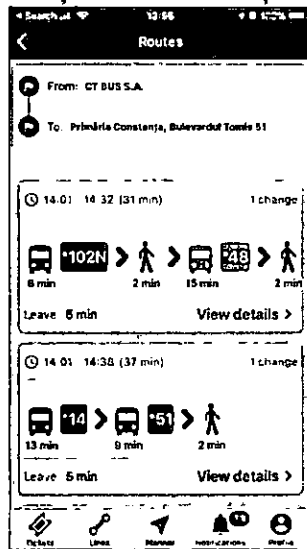 Search
13:56
Routes
From: CT BUS S.A.
To: Primăria Constanța, Bulevardul Tomis 51
14:01 14:32 (31 min) 1 change
*102N *48
6 min 2 min 15 min 2 min
Leave 5 min View details >
14:01 14:38 (37 min) 1 change
*14 *51
13 min 9 min 2 min
Leave 5 min View details >
Tickets Lines Planner Notifications Profile